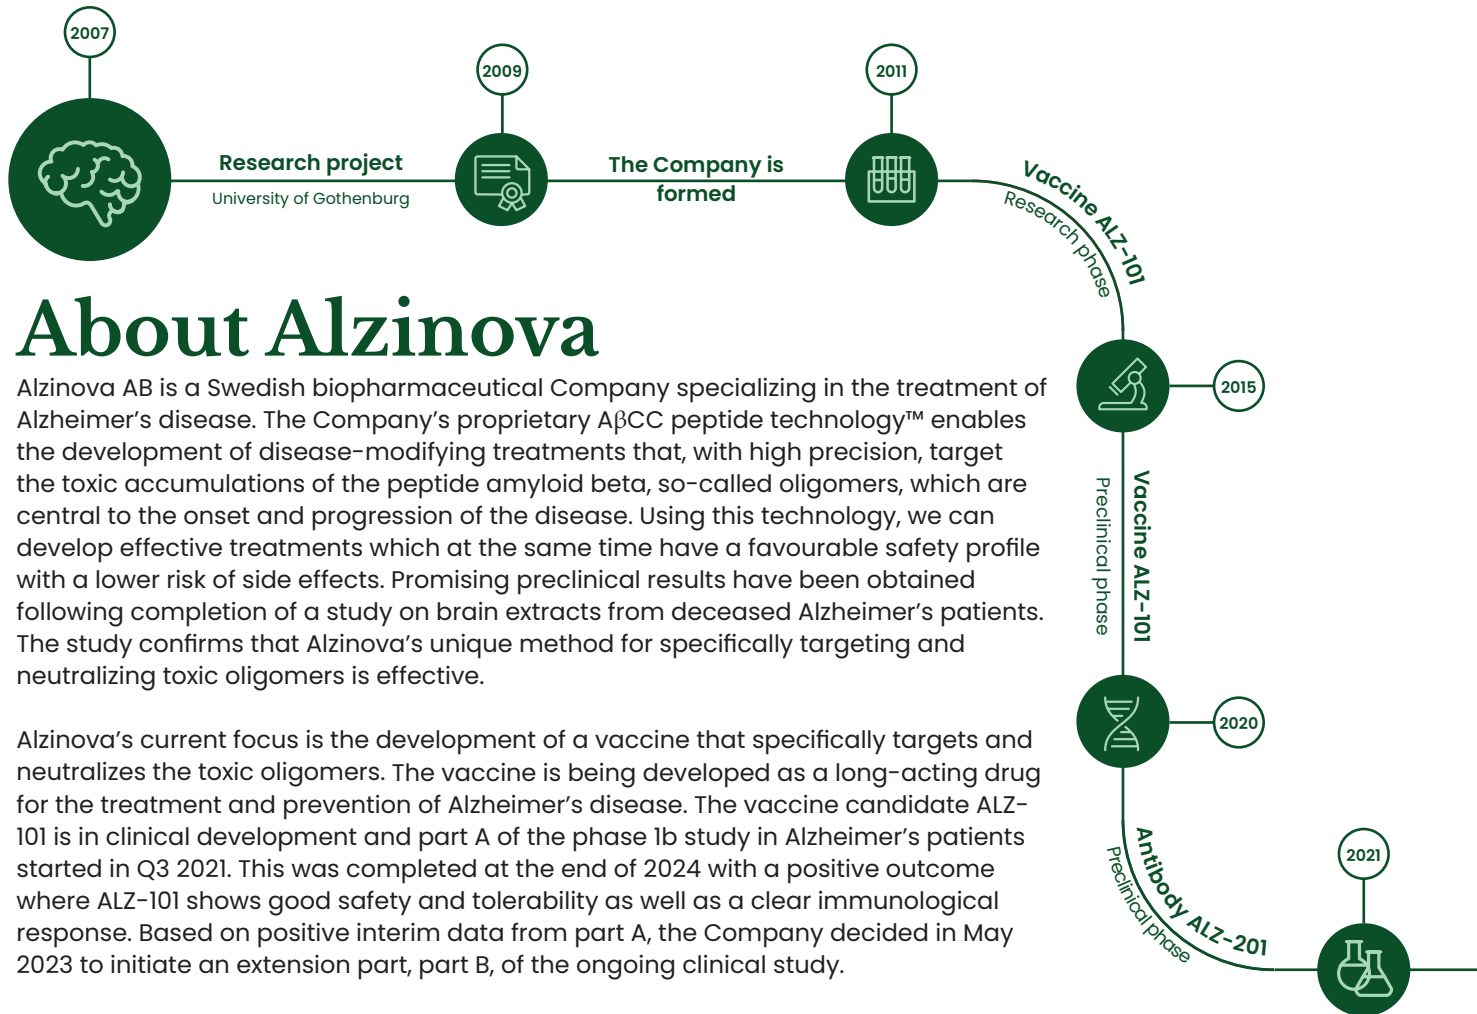 2007
2009
2011
Research project
University of Gothenburg
The Company is
formed
Vaccine ALZ-101
Research phase
About Alzinova
Alzinova AB is a Swedish biopharmaceutical Company specializing in the treatment of
Alzheimer’s disease. The Company’s proprietary AβCC peptide technology™ enables
the development of disease-modifying treatments that, with high precision, target
the toxic accumulations of the peptide amyloid beta, so-called oligomers, which are
central to the onset and progression of the disease. Using this technology, we can
develop effective treatments which at the same time have a favourable safety profile
with a lower risk of side effects. Promising preclinical results have been obtained
following completion of a study on brain extracts from deceased Alzheimer’s patients.
The study confirms that Alzinova’s unique method for specifically targeting and
neutralizing toxic oligomers is effective.
Alzinova’s current focus is the development of a vaccine that specifically targets and
neutralizes the toxic oligomers. The vaccine is being developed as a long-acting drug
for the treatment and prevention of Alzheimer’s disease. The vaccine candidate ALZ-
101 is in clinical development and part A of the phase 1b study in Alzheimer’s patients
started in Q3 2021. This was completed at the end of 2024 with a positive outcome
where ALZ-101 shows good safety and tolerability as well as a clear immunological
response. Based on positive interim data from part A, the Company decided in May
2023 to initiate an extension part, part B, of the ongoing clinical study.
2015
Vaccine ALZ-101
Preclinical phase
2020
Antibody ALZ-201
Preclinical phase
2021